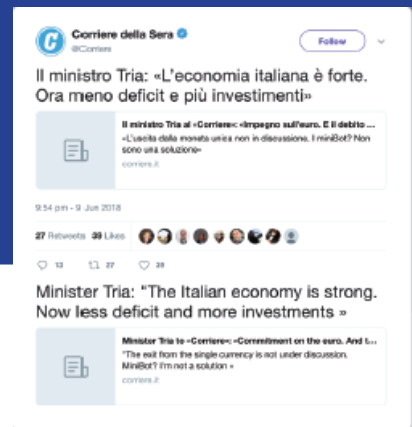 Corriere della Sera
@Corriere
Follow
Il ministro Tria: «L'economia italiana è forte.
Ora meno deficit e più investimenti»
Il ministro Tria al «Corriere»: «Impegno sull'euro. E il debito ...
«L'uscita dalla moneta unica non in discussione. I miniBot? Non
sono una soluzione»
corriere.it
9:54 pm - 9 Jun 2018
27 Retweets 39 Likes
13 27 39
Minister Tria: "The Italian economy is strong.
Now less deficit and more investments »
Minister Tria to «Corriere»: «Commitment on the euro. And t...
"The exit from the single currency is not under discussion.
MiniBot? I'm not a solution »
corriere.it